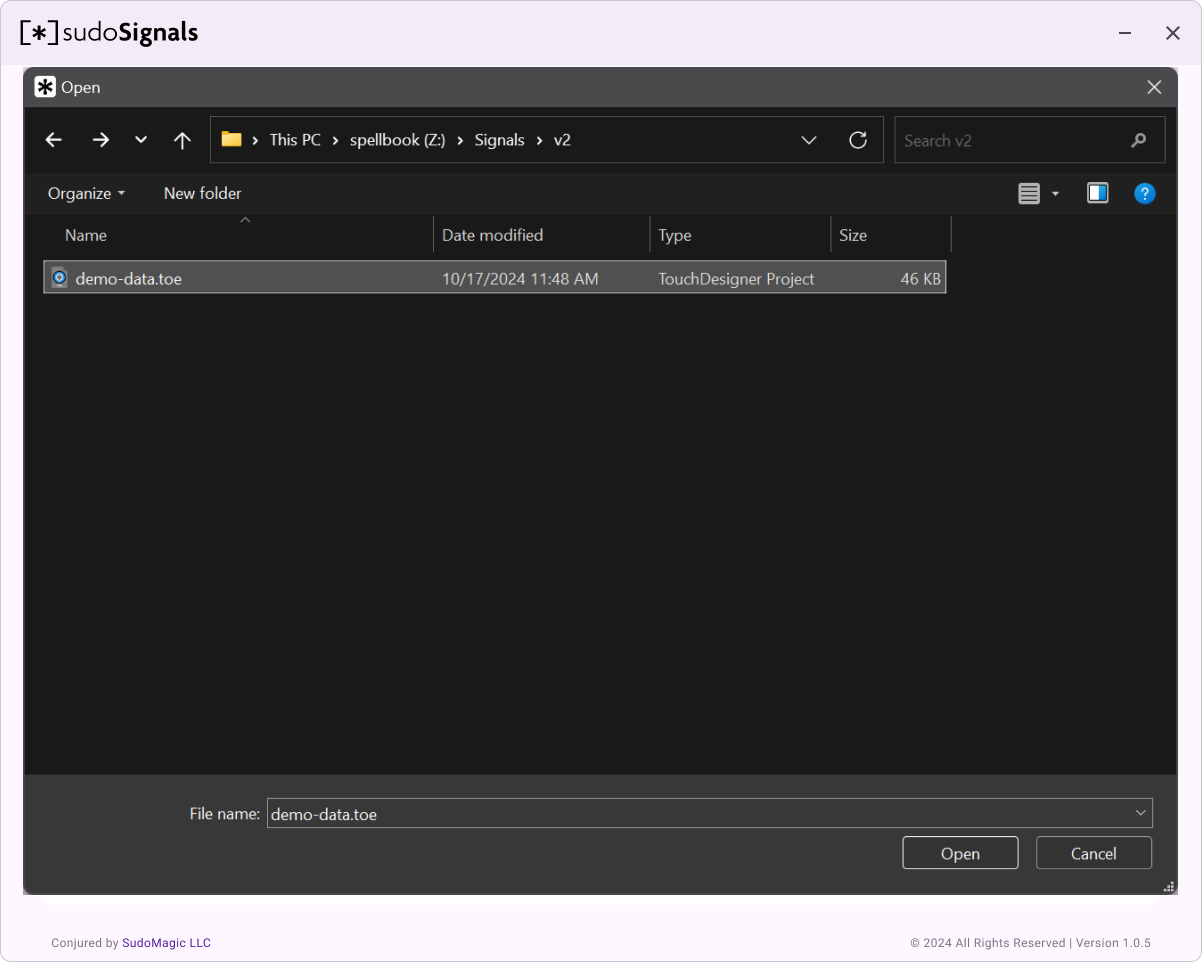 [*]sudoSignals
Open
This PC > spellbook (Z:) > Signals > v2
Search v2
Organize
New folder
?
Name Date modified Type Size
demo-data.toe 10/17/2024 11:48 AM TouchDesigner Project 46 KB
File name: demo-data.toe
Open Cancel
Conjured by SudoMagic LLC
© 2024 All Rights Reserved | Version 1.0.5